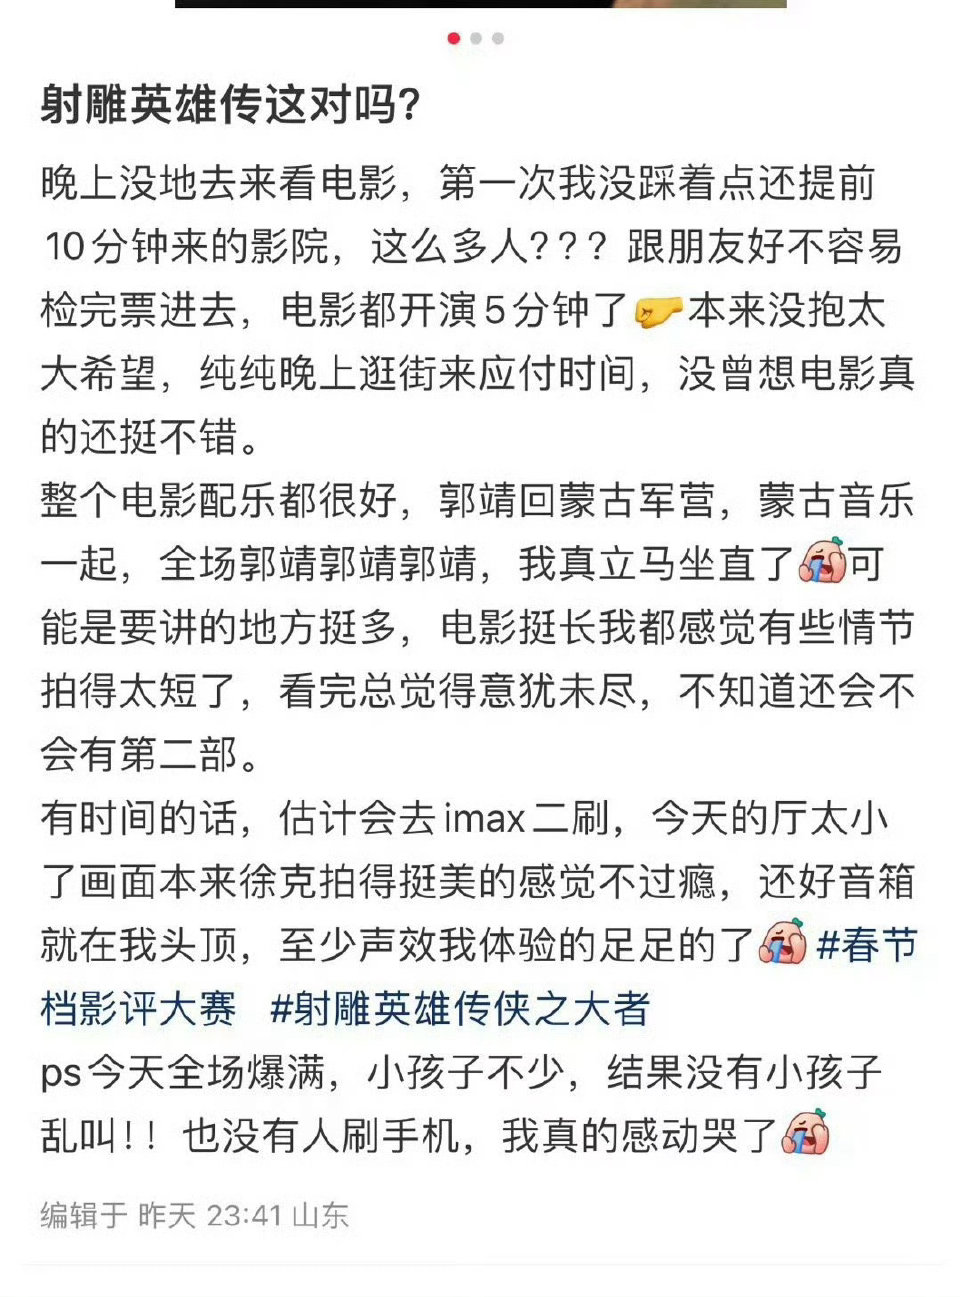 射雕英雄传这对吗?
晚上没地去来看电影，第一次我没踩着点还提前
10分钟来的影院，这么多人? ? ? 跟朋友好不容易
检完票进去，电影都开演5分钟了🤛本来没抱太
大希望，纯纯晚上逛街来应付时间，没曾想电影真
的还挺不错。
整个电影配乐都很好，郭靖回蒙古军营，蒙古音乐
一起，全场郭靖郭靖郭靖，我真立马坐直了可
能是要讲的地方挺多，电影挺长我都感觉有些情节
拍得太短了，看完总觉得意犹未尽，不知道还会不
会有第二部。
有时间的话，估计会去imax二刷，今天的厅太小
了画面本来徐克拍得挺美的感觉不过瘾，还好音箱
就在我头顶，至少声效我体验的足足的了 #春节
档影评大赛 #射雕英雄传侠之大者
ps今天全场爆满，小孩子不少，结果没有小孩子
乱叫! ! 也没有人刷手机，我真的感动哭了
编辑于 昨天 23:41 山东